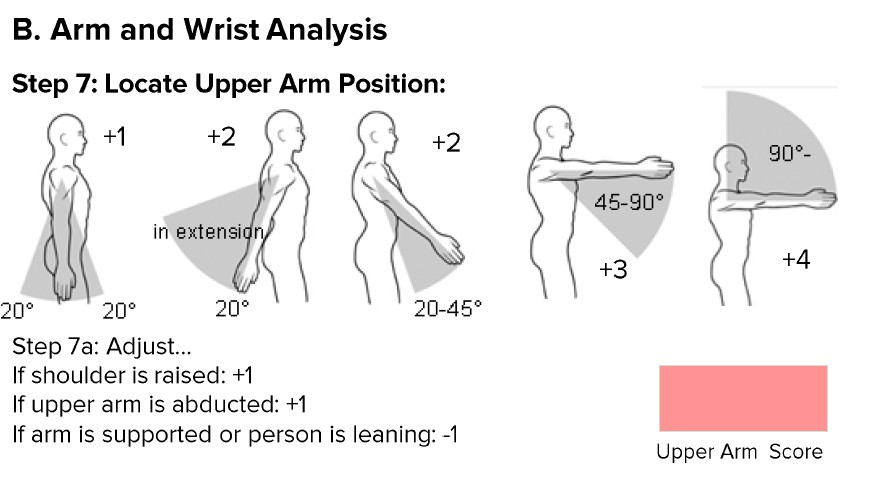 B. Arm and Wrist Analysis
Step 7: Locate Upper Arm Position:
+1
+2
+2
90°-
in extension
45-90°
+3
+4
20°
20°
20°
20-45°
Step 7a: Adjust...
If shoulder is raised: +1
If upper arm is abducted: +1
If arm is supported or person is leaning: -1
Upper Arm Score